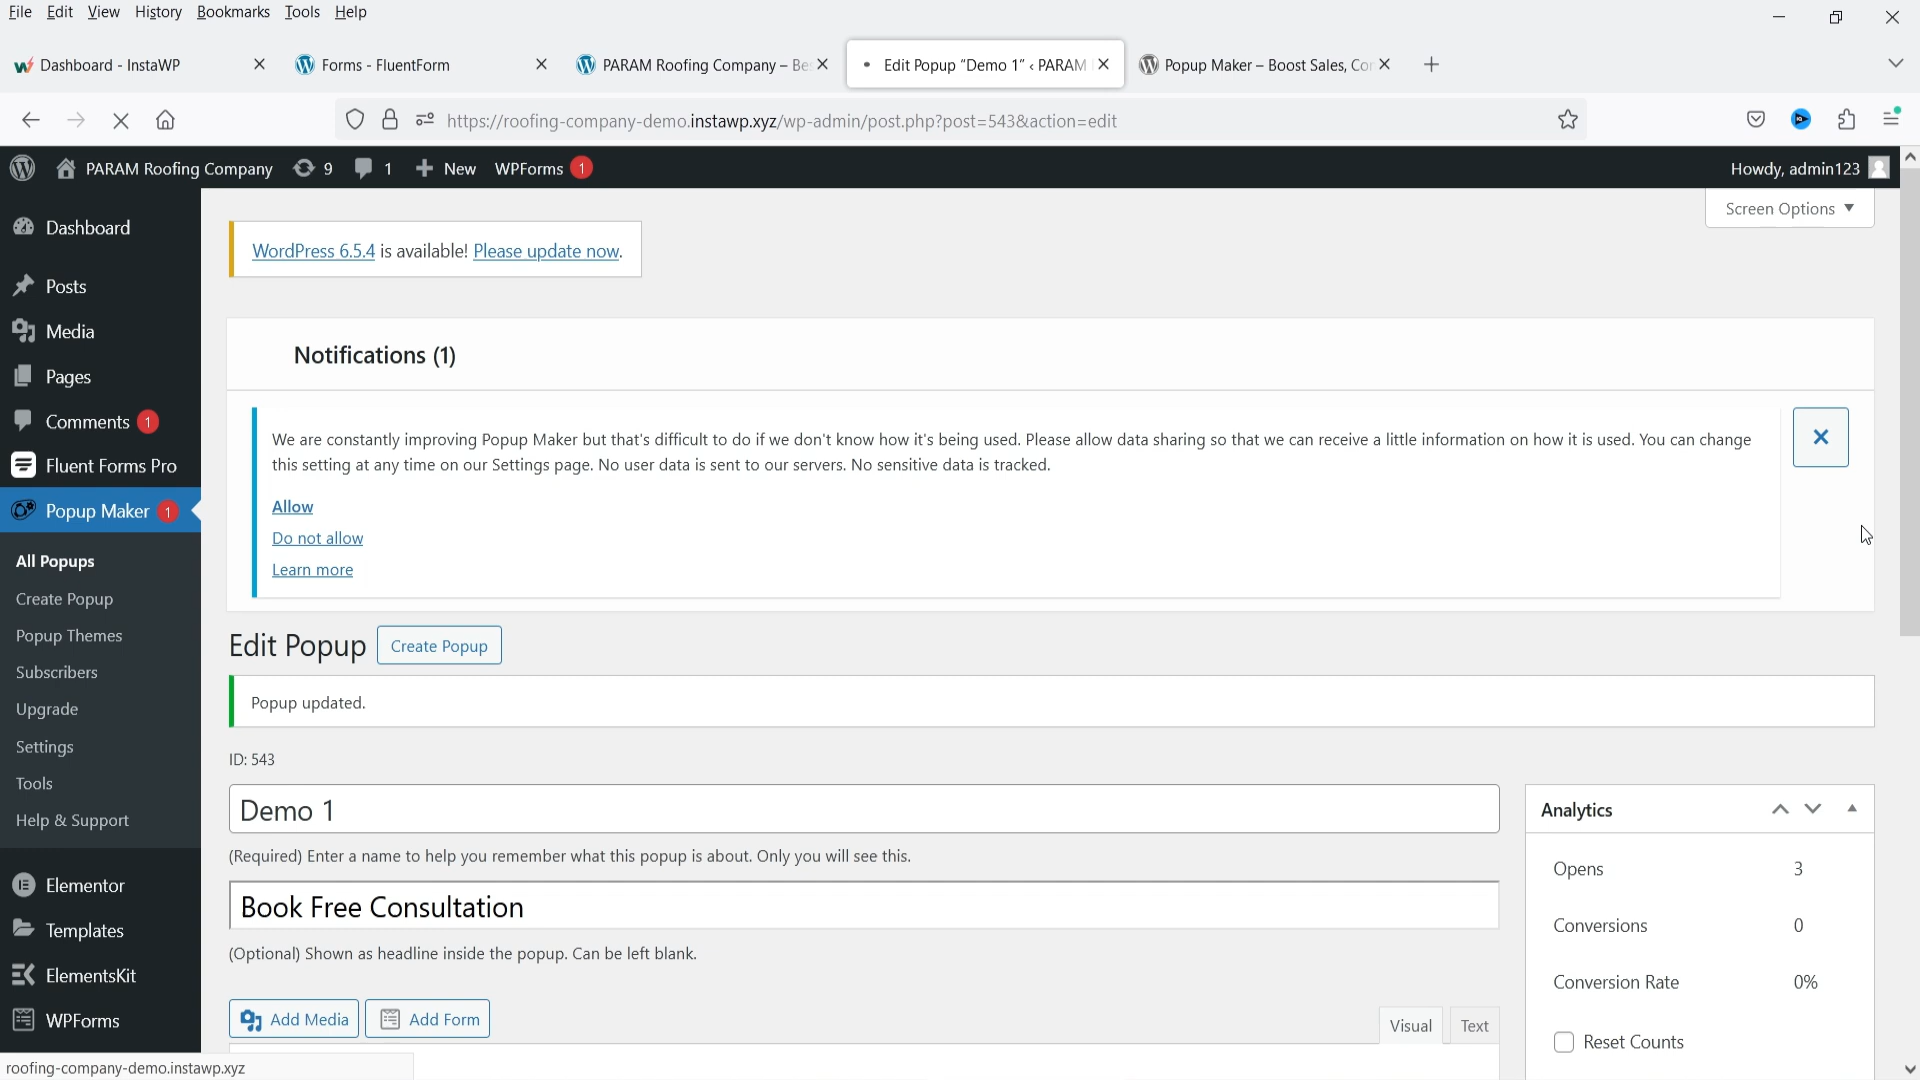 File Edit View History Bookmarks Tools Help
Dashboard - InstaWP
Forms - FluentForm
PARAM Roofing Company – Be
Edit Popup "Demo 1" ‹ PARAM
Popup Maker – Boost Sales, Con
https://roofing-company-demo.instawp.xyz/wp-admin/post.php?post=543&action=edit
PARAM Roofing Company 9 1 New WPForms 1 Howdy, admin123
Screen Options
Dashboard
Posts
Media
Pages
Comments 1
Fluent Forms Pro
Popup Maker 1
All Popups
Create Popup
Popup Themes
Subscribers
Upgrade
Settings
Tools
Help & Support
Elementor
Templates
ElementsKit
WPForms
WordPress 6.5.4 is available! Please update now.
Notifications (1)
We are constantly improving Popup Maker but that's difficult to do if we don't know how it's being used. Please allow data sharing so that we can receive a little information on how it is used. You can change
this setting at any time on our Settings page. No user data is sent to our servers. No sensitive data is tracked.
Allow
Do not allow
Learn more
Edit Popup Create Popup
Popup updated.
ID: 543
Demo 1
(Required) Enter a name to help you remember what this popup is about. Only you will see this.
Book Free Consultation
(Optional) Shown as headline inside the popup. Can be left blank.
Add Media Add Form
Visual Text
Analytics
Opens 3
Conversions 0
Conversion Rate 0%
Reset Counts
roofing-company-demo.instawp.xyz